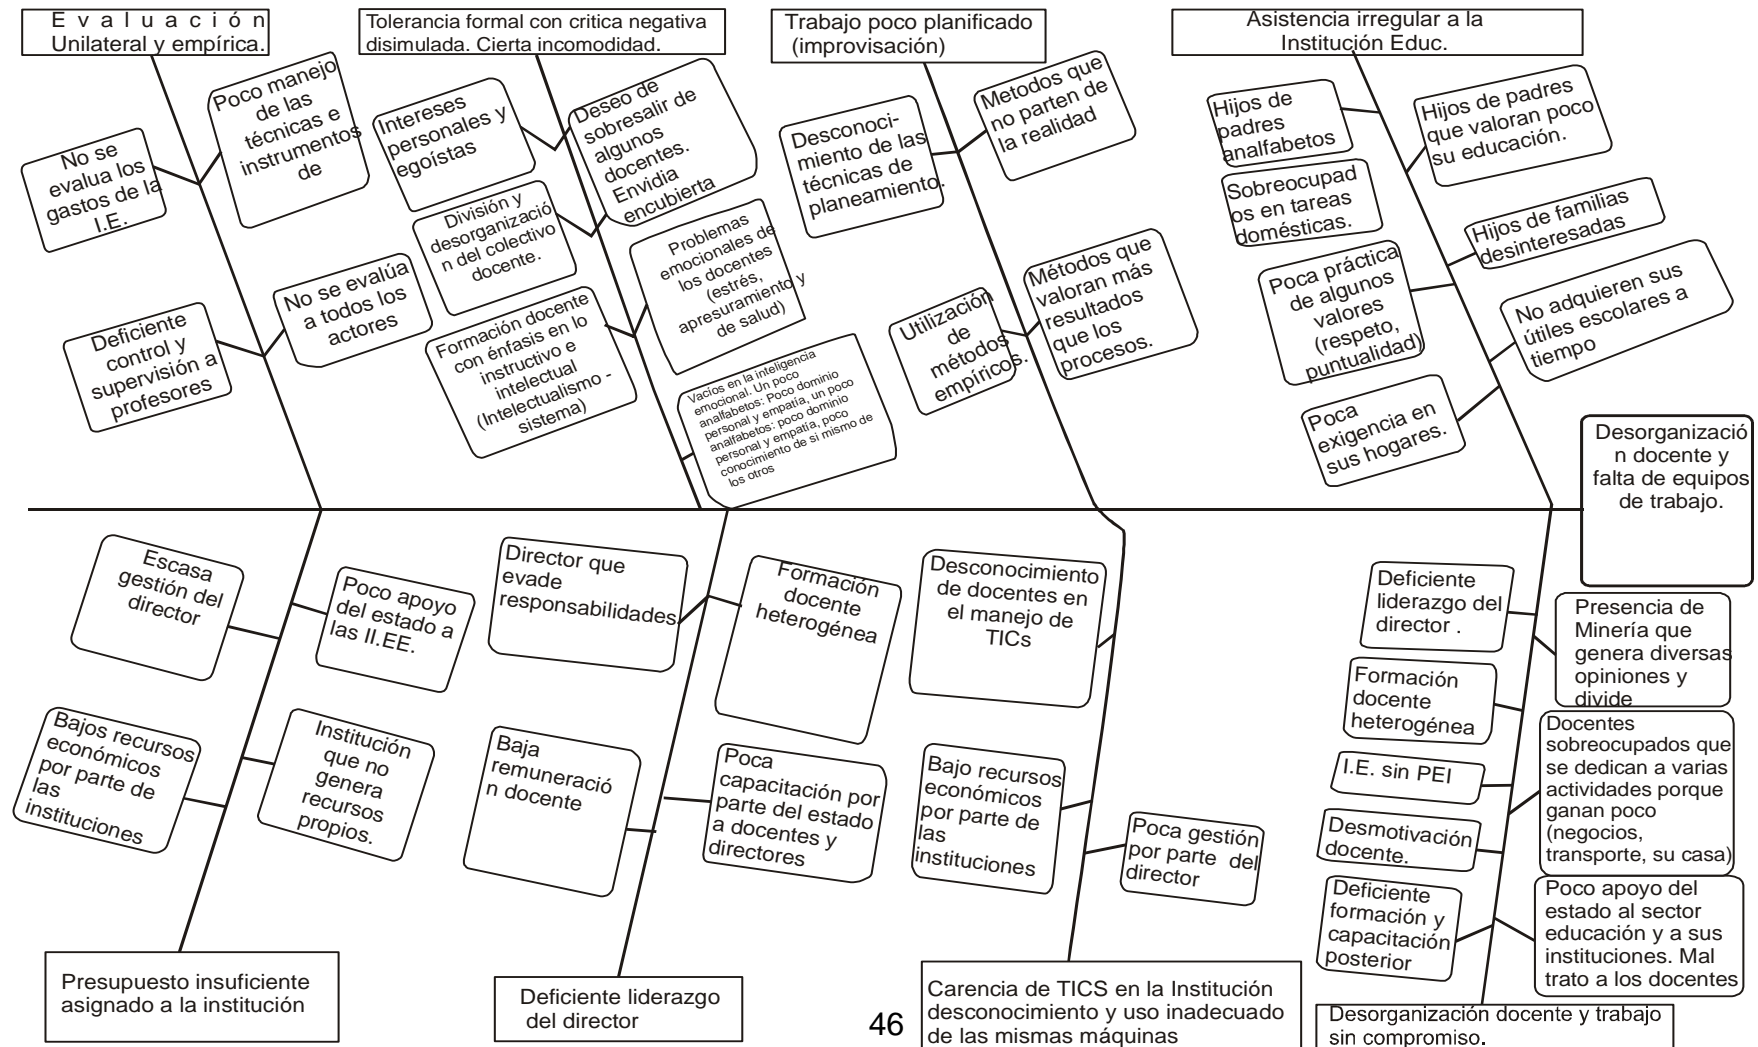 E v a l u a c i ó n
Unilateral y empírica.
Tolerancia formal con critica negativa
disimulada. Cierta incomodidad.
Trabajo poco planificado
(improvisación)
Asistencia irregular a la
Institución Educ.
No se
evalua los
gastos de la
I.E.
Poco manejo
de las
técnicas e
instrumentos
de
Deficiente
control y
supervisión a
profesores
No se evalúa
a todos los
actores
Intereses
personales y
egoístas
Deseo de
sobresalir de
algunos
docentes.
Envidia
encubierta
División y
desorganizació
n del colectivo
docente.
Problemas
emocionales de
los docentes
(estrés,
apresuramiento y
de salud)
Formación docente
con énfasis en lo
instructivo e
intelectual
(Intelectualismo -
sistema)
Vacios en la inteligencia
emocional. Un poco
analfabetos: Poco dominio
personal y empatía, un poco
analfabetos: poco dominio
personal y empatía, poco
conocimiento de si mismo de
los otros
Desconoci-
miento de las
técnicas de
planeamiento.
Metodos que
no parten de
la realidad
Utilización
de
métodos
empíricos.
Métodos que
valoran más
resultados
que los
procesos.
Hijos de
padres
analfabetos
Hijos de padres
que valoran poco
su educación.
Sobreocupad
os en tareas
domésticas.
Hijos de familias
desinteresadas
Poca práctica
de algunos
valores
(respeto,
puntualidad)
No adquieren sus
útiles escolares a
tiempo
Poca
exigencia en
sus hogares.
Desorganizació
n docente y
falta de equipos
de trabajo.
Escasa
gestión del
director
Poco apoyo
del estado a
las II.EE.
Bajos recursos
económicos
por parte de
las
instituciones
Institución
que no
genera
recursos
propios.
Director que
evade
responsabilidades.
Formación
docente
heterogénea
Baja
remuneració
n docente
Poca
capacitación por
parte del estado
a docentes y
directores
Desconocimiento
de docentes en
el manejo de
TICs
Bajo recursos
económicos
por parte de
las
instituciones
Poca gestión
por parte del
director
Deficiente
liderazgo del
director .
Presencia de
Minería que
genera diversas
opiniones y
divide
Formación
docente
heterogénea
Docentes
sobreocupados que
se dedican a varias
actividades porque
ganan poco
(negocios,
transporte, su casa)
I.E. sin PEI
Desmotivación
docente.
Deficiente
formación y
capacitación
posterior
Poco apoyo del
estado al sector
educación y a sus
instituciones. Mal
trato a los docentes
Presupuesto insuficiente
asignado a la institución
Deficiente liderazgo
del director
46
Carencia de TICS en la Institución
desconocimiento y uso inadecuado
de las mismas máquinas
Desorganización docente y trabajo
sin compromiso.